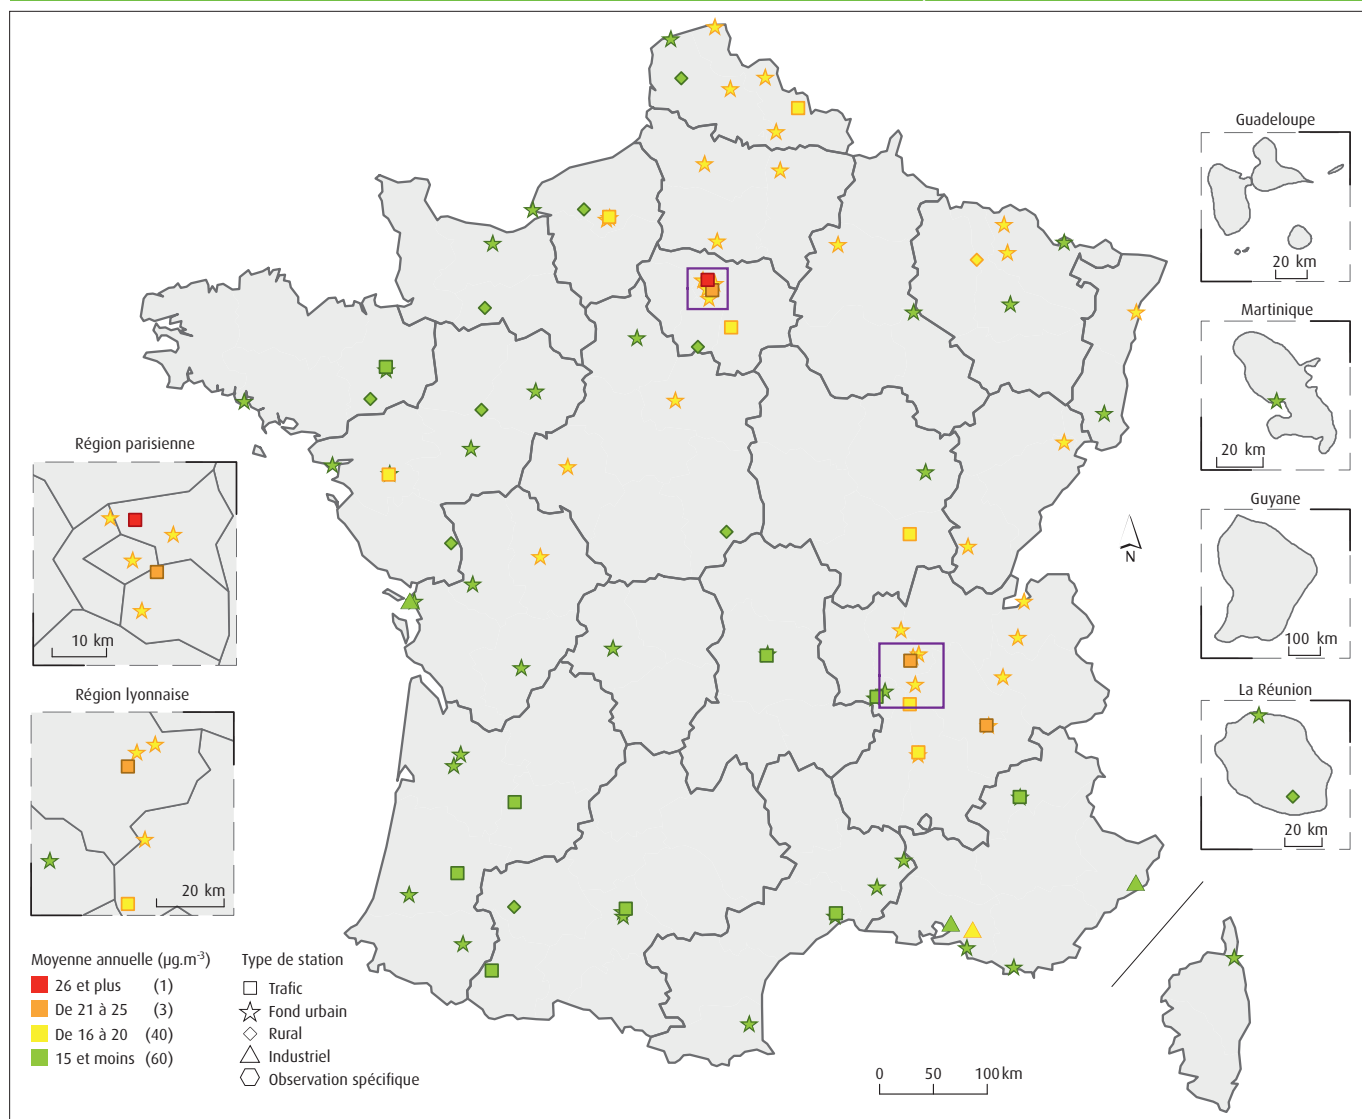 Guadeloupe
20 km
Martinique
20 km
Guyane
100 km
La Réunion
20 km
N
Région parisienne
10 km
Région lyonnaise
20 km
Moyenne annuelle (µg.m-³)
26 et plus (1)
De 21 à 25 (3)
De 16 à 20 (40)
15 et moins (60)
Type de station
Trafic
Fond urbain
Rural
Industriel
Observation spécifique
0 50 100 km